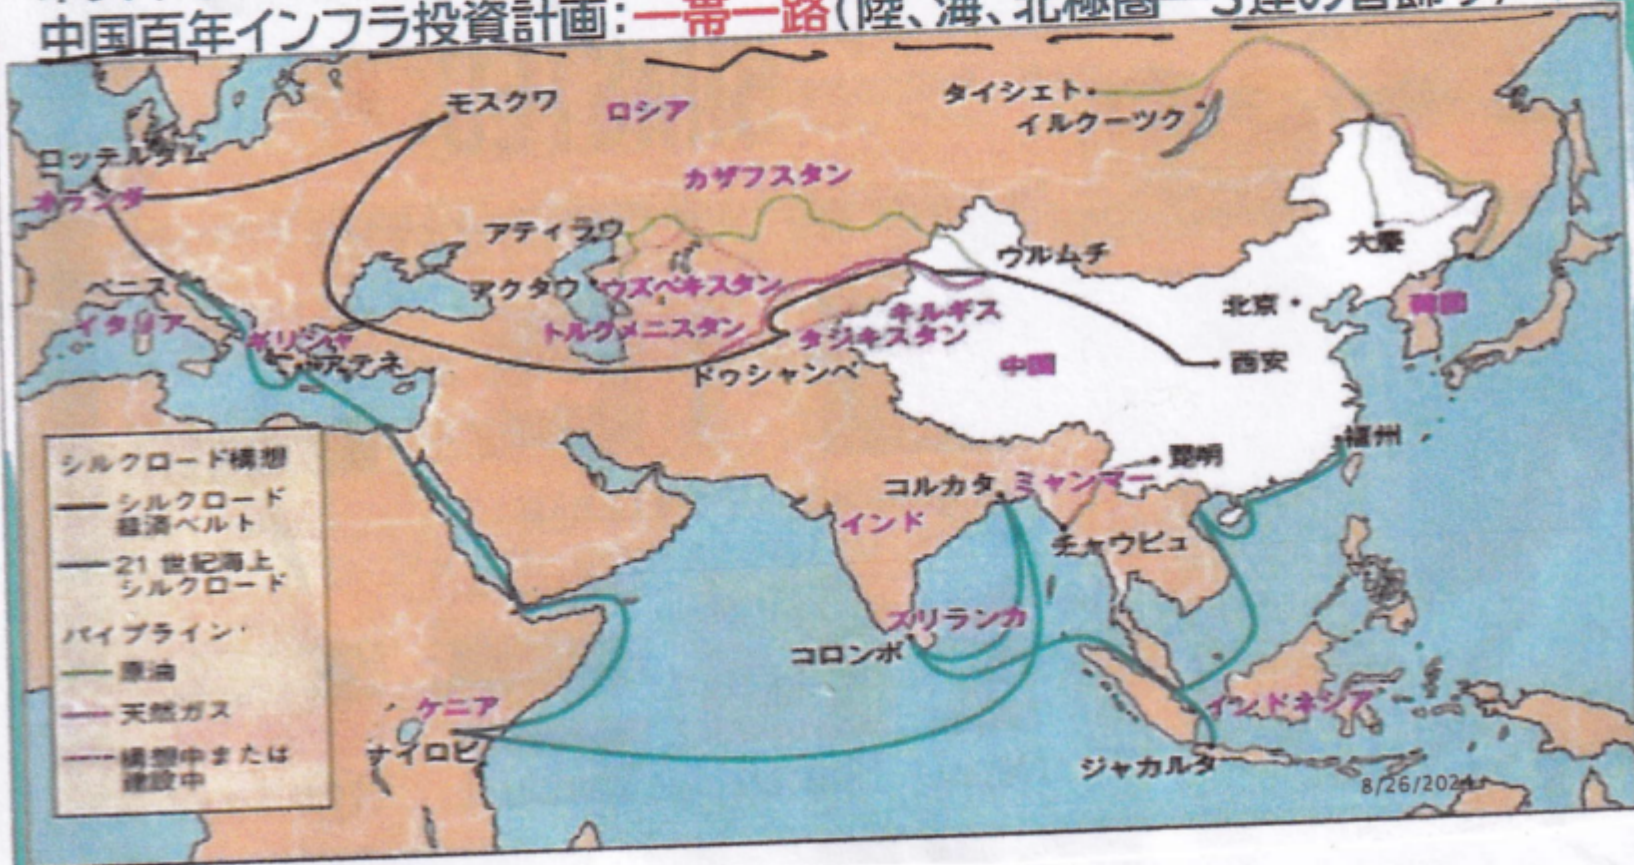 中国百年インフラ投資計画:一帯一路(陸、海、北極圏
モスクワ
ロシア
タイシェト
イルクーツク
ロッテルダム
オランダ
カザフスタン
アティラウ
ウルムチ
大慶
ベニス
アクタウ
ウズベキスタン
北京
韓国
イタリア
ギリシャ
トルクメニスタン
キルギス
タジキスタン
アテネ
ドゥシャンベ
中国
西安
福州
昆明
シルクロード構想
シルクロード
経済ベルト
21世紀海上
シルクロード
パイプライン
原油
天然ガス
構想中または
建設中
コルカタ
ミャンマー
インド
チャウピュ
スリランカ
コロンボ
ケニア
ナイロビ
インドネシア
ジャカルタ
8/26/2024